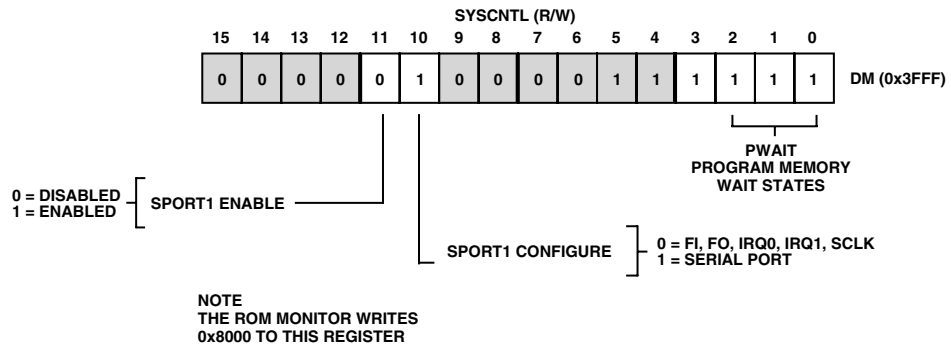 SYSCNTL (R/W)
15 14 13 12 11 10 9 8 7 6 5 4 3 2 1 0
0 0 0 0 0 1 0 0 0 0 1 1 1 1 1 1 DM (0x3FFF)
PWAIT
PROGRAM MEMORY
WAIT STATES
0 = DISABLED
1 = ENABLED
SPORT1 ENABLE
SPORT1 CONFIGURE
0 = FI, FO, IRQ0, IRQ1, SCLK
1 = SERIAL PORT
NOTE
THE ROM MONITOR WRITES
0x8000 TO THIS REGISTER